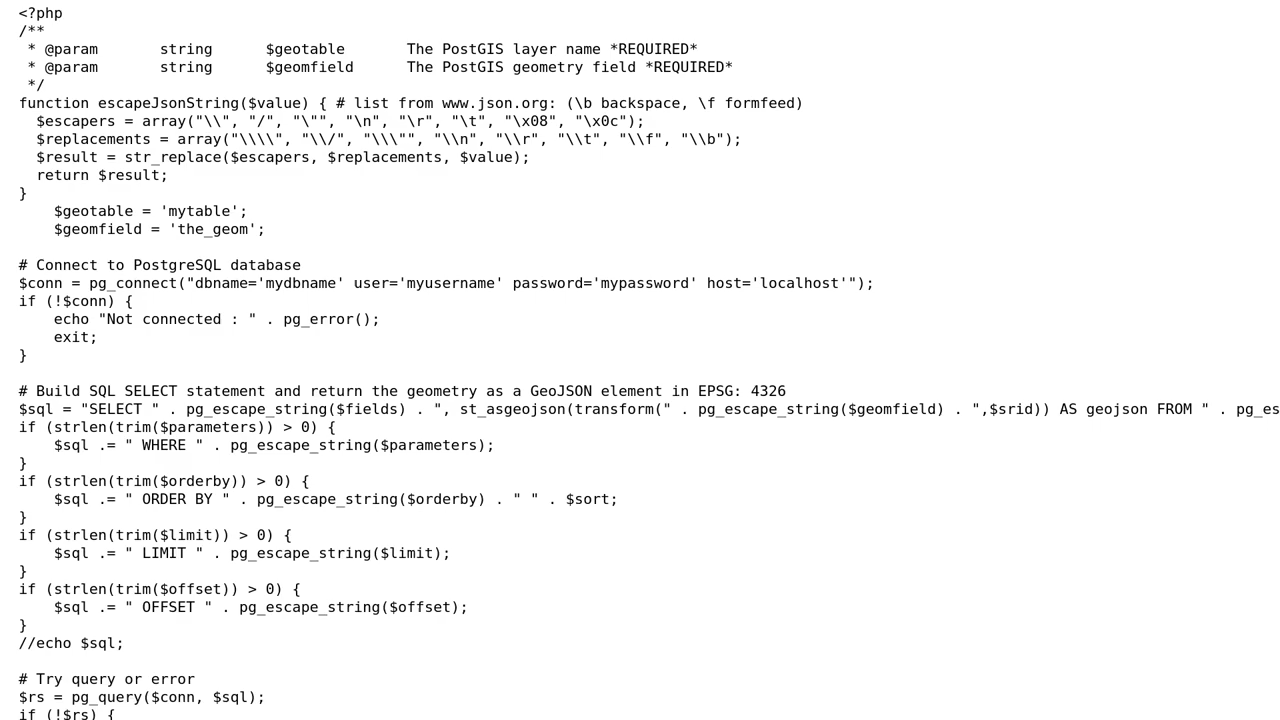 <?php
/**
 * @param       string      $geotable       The PostGIS layer name *REQUIRED*
 * @param       string      $geomfield      The PostGIS geometry field *REQUIRED*
 */
function escapeJsonString($value) { # list from www.json.org: (\b backspace, \f formfeed)
  $escapers = array("\\", "/", "\"", "\n", "\r", "\t", "\x08", "\x0c");
  $replacements = array("\\\\", "\\/", "\\\"", "\\n", "\\r", "\\t", "\\f", "\\b");
  $result = str_replace($escapers, $replacements, $value);
  return $result;
}
    $geotable = 'mytable';
    $geomfield = 'the_geom';

# Connect to PostgreSQL database
$conn = pg_connect("dbname='mydbname' user='myusername' password='mypassword' host='localhost'");
if (!$conn) {
    echo "Not connected : " . pg_error();
    exit;
}

# Build SQL SELECT statement and return the geometry as a GeoJSON element in EPSG: 4326
$sql = "SELECT " . pg_escape_string($fields) . ", st_asgeojson(transform(" . pg_escape_string($geomfield) . ",$srid)) AS geojson FROM " . pg_es
if (strlen(trim($parameters)) > 0) {
    $sql .= " WHERE " . pg_escape_string($parameters);
}
if (strlen(trim($orderby)) > 0) {
    $sql .= " ORDER BY " . pg_escape_string($orderby) . " " . $sort;
}
if (strlen(trim($limit)) > 0) {
    $sql .= " LIMIT " . pg_escape_string($limit);
}
if (strlen(trim($offset)) > 0) {
    $sql .= " OFFSET " . pg_escape_string($offset);
}
//echo $sql;

# Try query or error
$rs = pg_query($conn, $sql);
if (!$rs) {